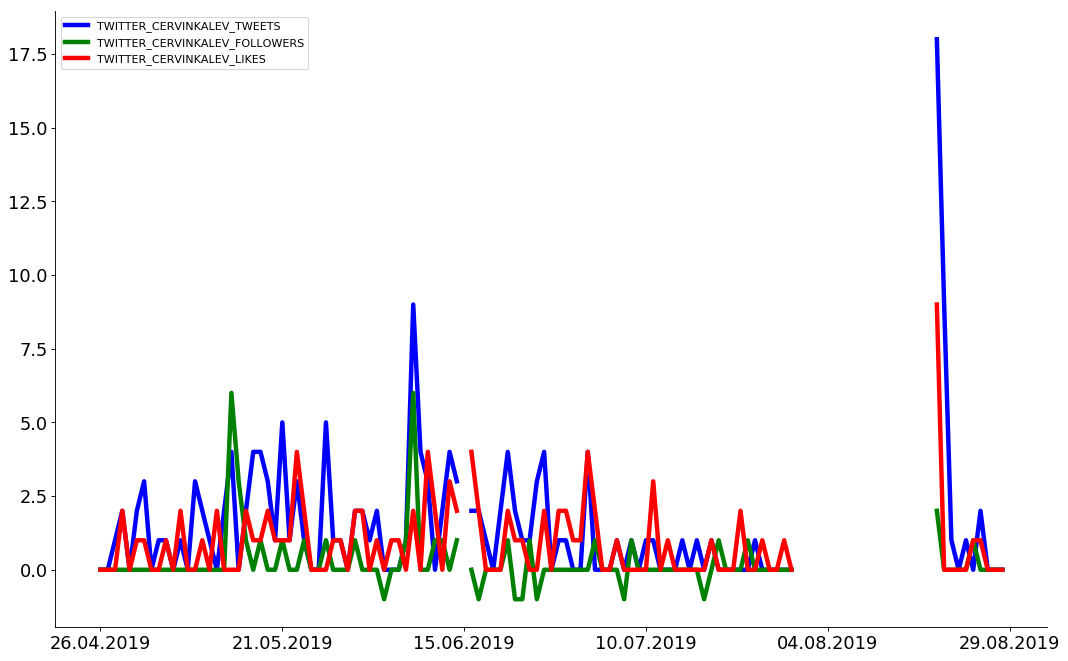 TWITTER_CERVINKALEV_TWEETS
TWITTER_CERVINKALEV_FOLLOWERS
TWITTER_CERVINKALEV_LIKES
17.5
15.0
12.5
10.0
7.5
5.0
2.5
0.0
26.04.2019 21.05.2019 15.06.2019 10.07.2019 04.08.2019 29.08.2019